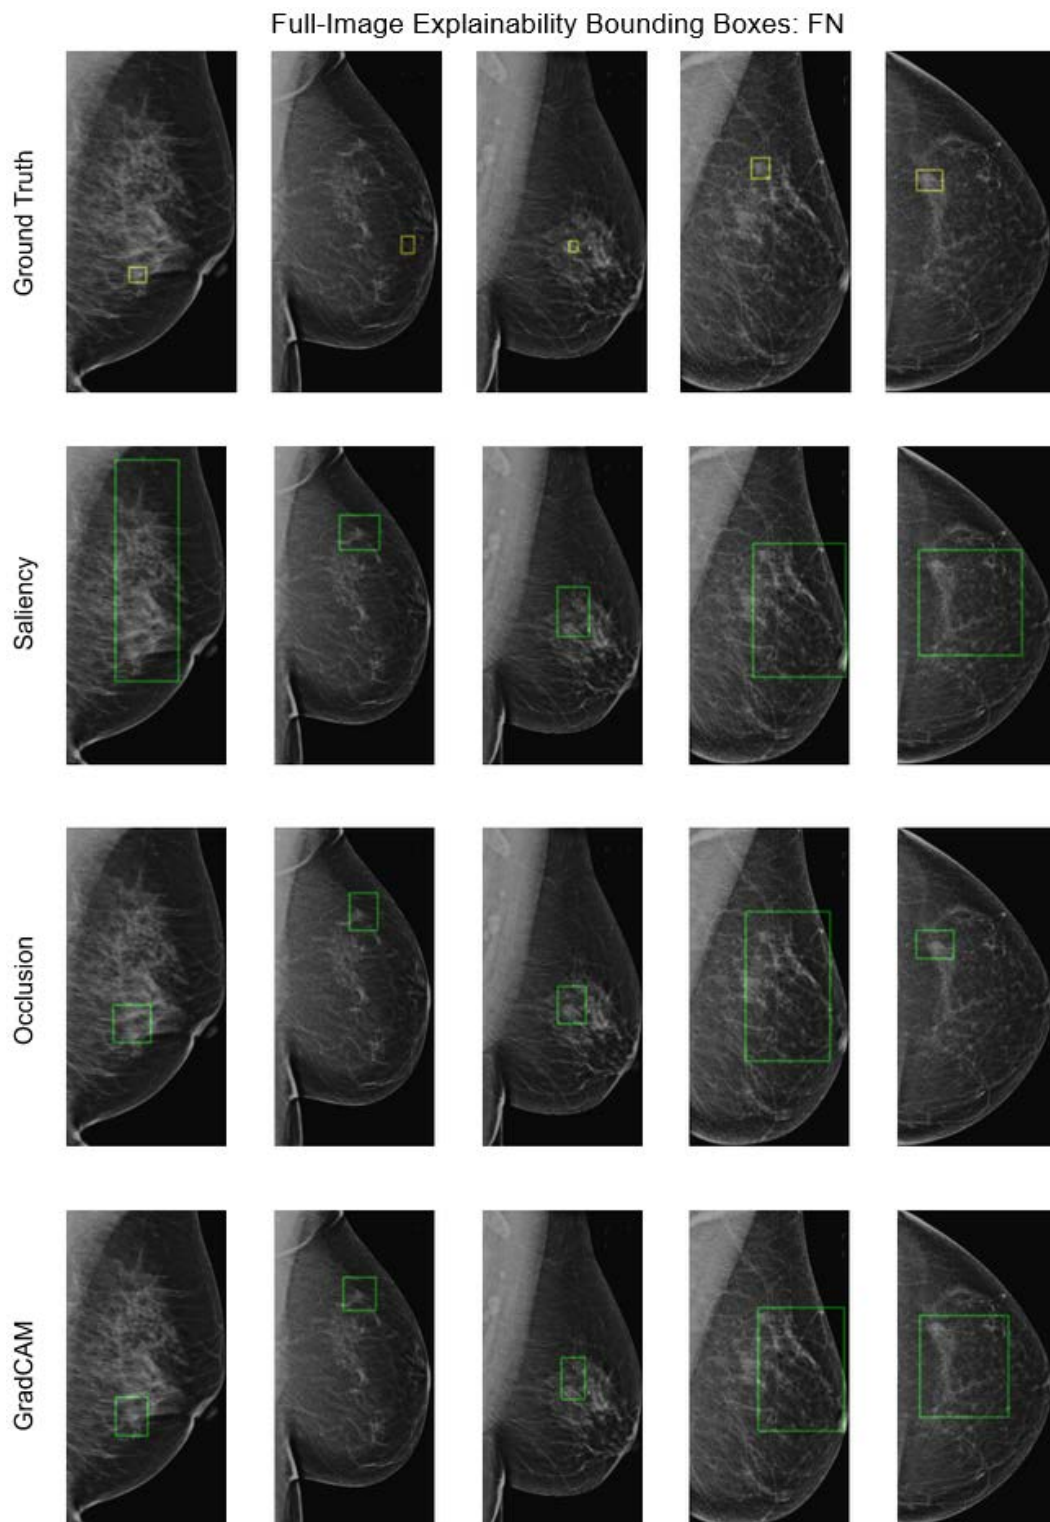 Full-Image Explainability Bounding Boxes: FN
Ground Truth
Saliency
Occlusion
GradCAM